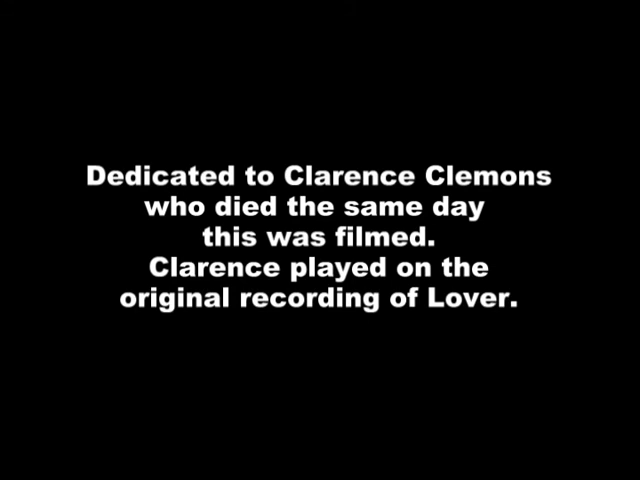 Dedicated to Clarence Clemons
who died the same day
this was filmed.
Clarence played on the
original recording of Lover.